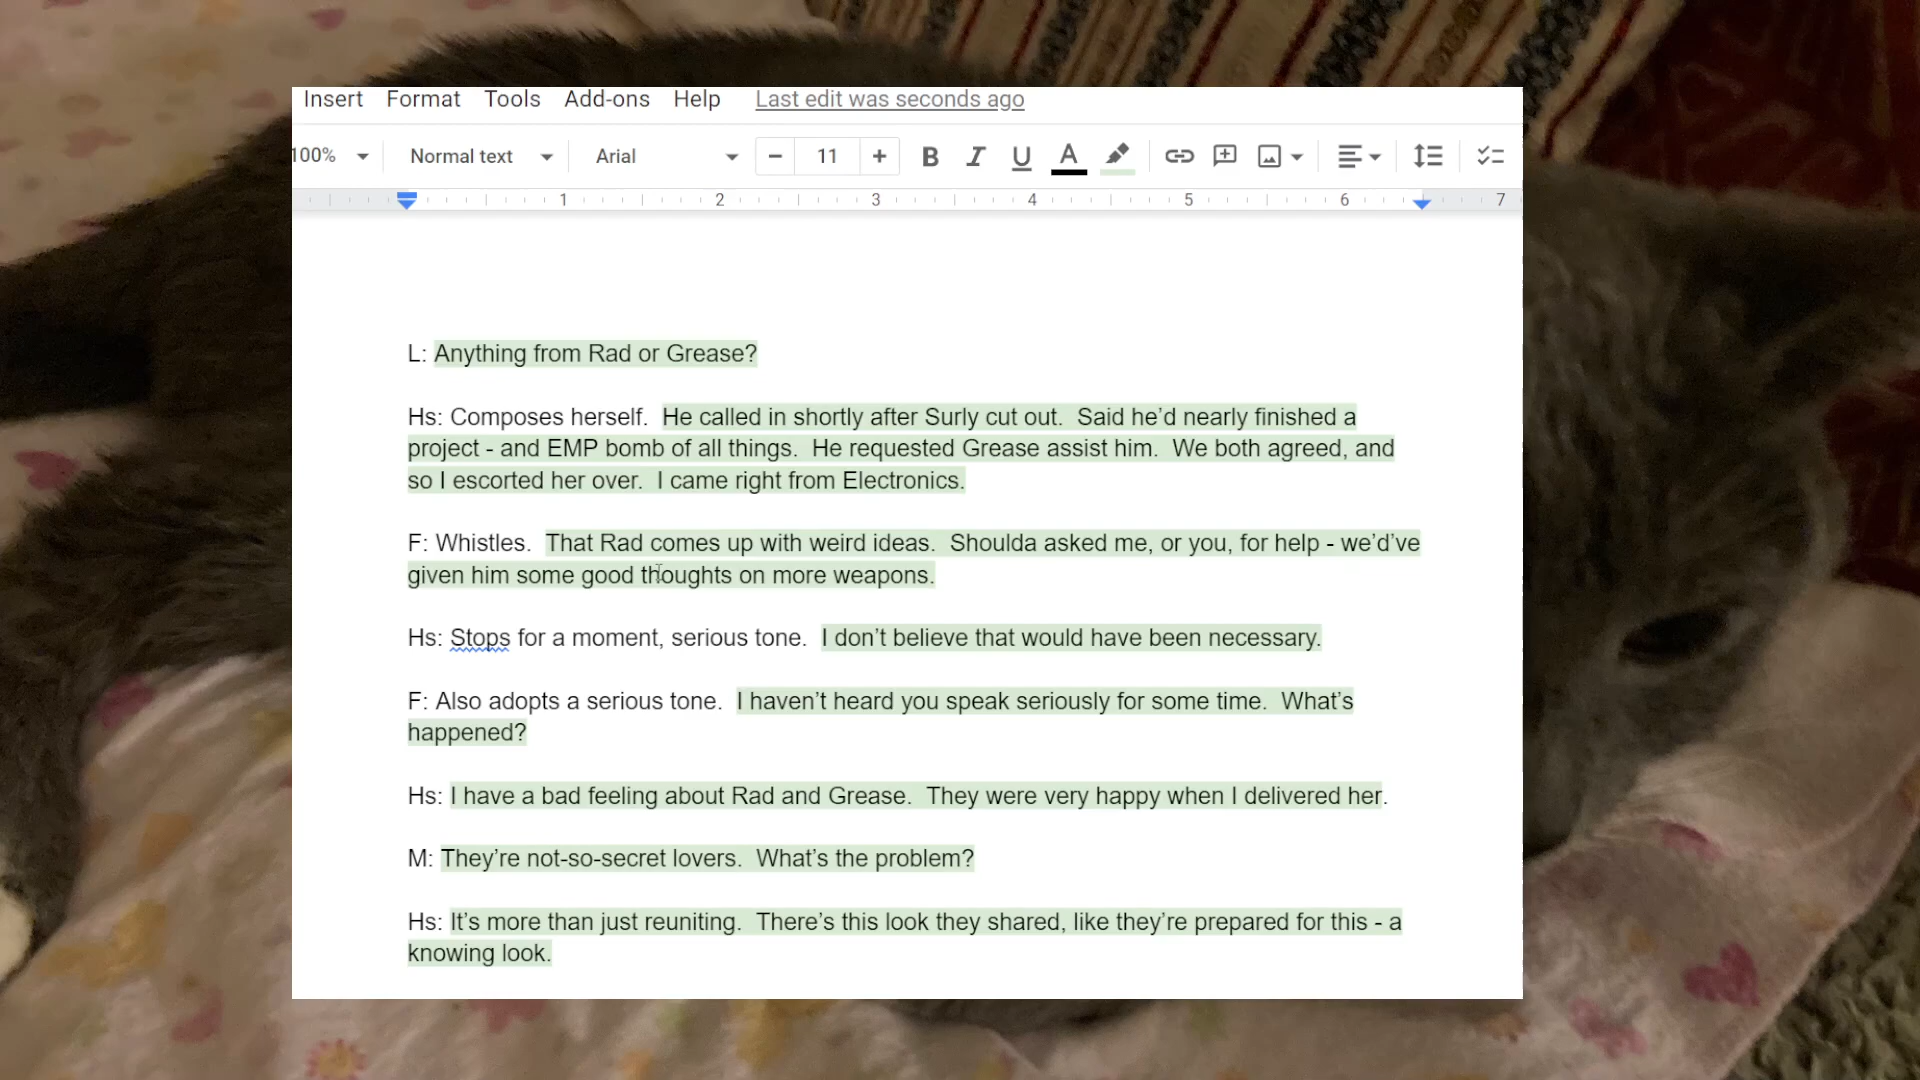 Insert Format Tools Add-ons Help Last edit was seconds ago
100% Normal text Arial - 11 + B I U A
1 2 3 4 5 6 7
L: Anything from Rad or Grease?
Hs: Composes herself.  He called in shortly after Surly cut out.  Said he’d nearly finished a
project - and EMP bomb of all things.  He requested Grease assist him.  We both agreed, and
so I escorted her over.  I came right from Electronics.
F: Whistles.  That Rad comes up with weird ideas.  Shoulda asked me, or you, for help - we’d’ve
given him some good thoughts on more weapons.
Hs: Stops for a moment, serious tone.  I don’t believe that would have been necessary.
F: Also adopts a serious tone.  I haven’t heard you speak seriously for some time.  What’s
happened?
Hs: I have a bad feeling about Rad and Grease.  They were very happy when I delivered her.
M: They’re not-so-secret lovers.  What’s the problem?
Hs: It’s more than just reuniting.  There’s this look they shared, like they’re prepared for this - a
knowing look.